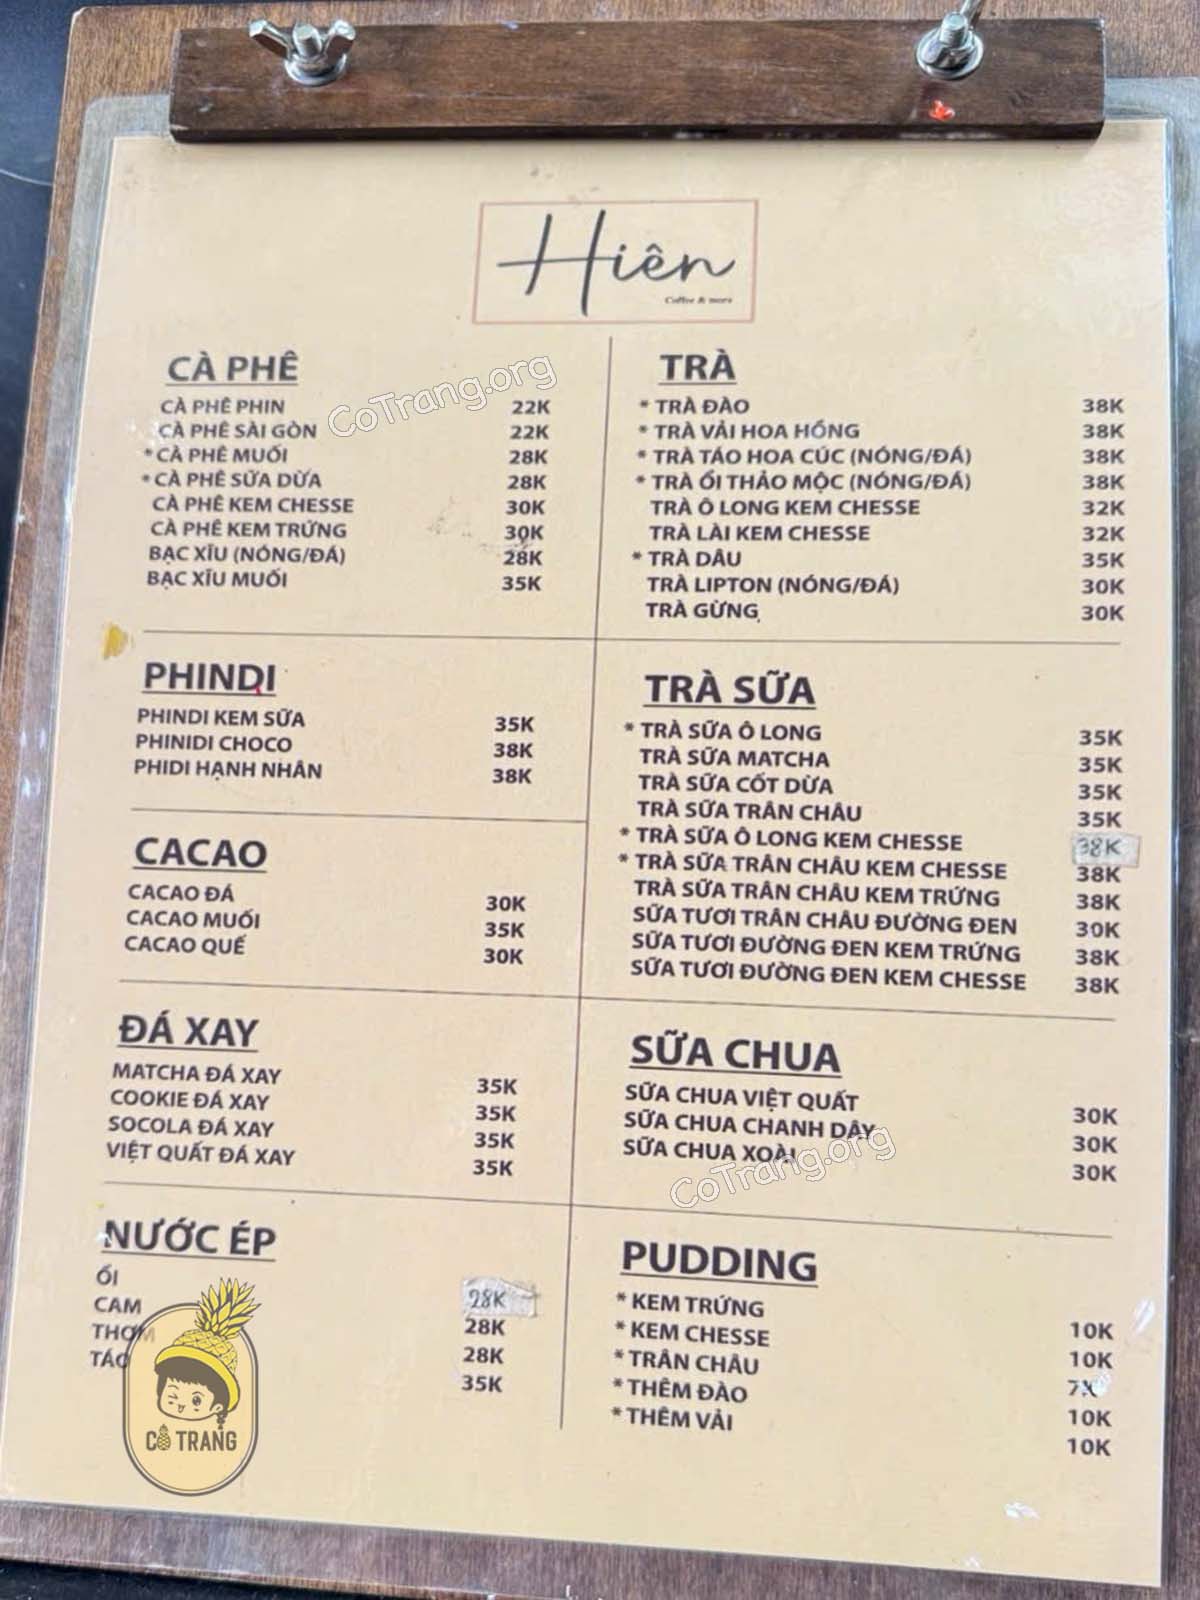 Hiên
Coffee & more
CÀ PHÊ
CÀ PHÊ PHIN 22K
CÀ PHÊ SÀI GÒN 22K
* CÀ PHÊ MUỐI 28K
* CÀ PHÊ SỮA DỪA 28K
CÀ PHÊ KEM CHESSE 30K
CÀ PHÊ KEM TRỨNG 30K
BẠC XĨU (NÓNG/ĐÁ) 28K
BẠC XĨU MUỐI 35K
PHINDI
PHINDI KEM SỮA 35K
PHINIDI CHOCO 38K
PHIDI HẠNH NHÂN 38K
CACAO
CACAO ĐÁ 30K
CACAO MUỐI 35K
CACAO QUẾ 30K
ĐÁ XAY
MATCHA ĐÁ XAY 35K
COOKIE ĐÁ XAY 35K
SOCOLA ĐÁ XAY 35K
VIỆT QUẤT ĐÁ XAY 35K
NƯỚC ÉP
ỔI 28K
CAM 28K
THƠM 28K
TÁO 35K
TRÀ
* TRÀ ĐÀO 38K
* TRÀ VẢI HOA HỒNG 38K
* TRÀ TÁO HOA CÚC (NÓNG/ĐÁ) 38K
* TRÀ ỔI THẢO MỘC (NÓNG/ĐÁ) 38K
TRÀ Ô LONG KEM CHESSE 32K
TRÀ LÀI KEM CHESSE 32K
* TRÀ DÂU 35K
TRÀ LIPTON (NÓNG/ĐÁ) 30K
TRÀ GỪNG 30K
TRÀ SỮA
* TRÀ SỮA Ô LONG 35K
TRÀ SỮA MATCHA 35K
TRÀ SỮA CỐT DỪA 35K
TRÀ SỮA TRÂN CHÂU 35K
* TRÀ SỮA Ô LONG KEM CHESSE 38K
* TRÀ SỮA TRÂN CHÂU KEM CHESSE 38K
TRÀ SỮA TRÂN CHÂU KEM TRỨNG 38K
SỮA TƯƠI TRÂN CHÂU ĐƯỜNG ĐEN 30K
SỮA TƯƠI ĐƯỜNG ĐEN KEM TRỨNG 38K
SỮA TƯƠI ĐƯỜNG ĐEN KEM CHESSE 38K
SỮA CHUA
SỮA CHUA VIỆT QUẤT 30K
SỮA CHUA CHANH DÂY 30K
SỮA CHUA XOÀI 30K
PUDDING
* KEM TRỨNG 10K
* KEM CHESSE 10K
* TRÂN CHÂU 7K
* THÊM ĐÀO 10K
* THÊM VẢI 10K
CoTrang.org
CoTrang.org
CÔ TRANG